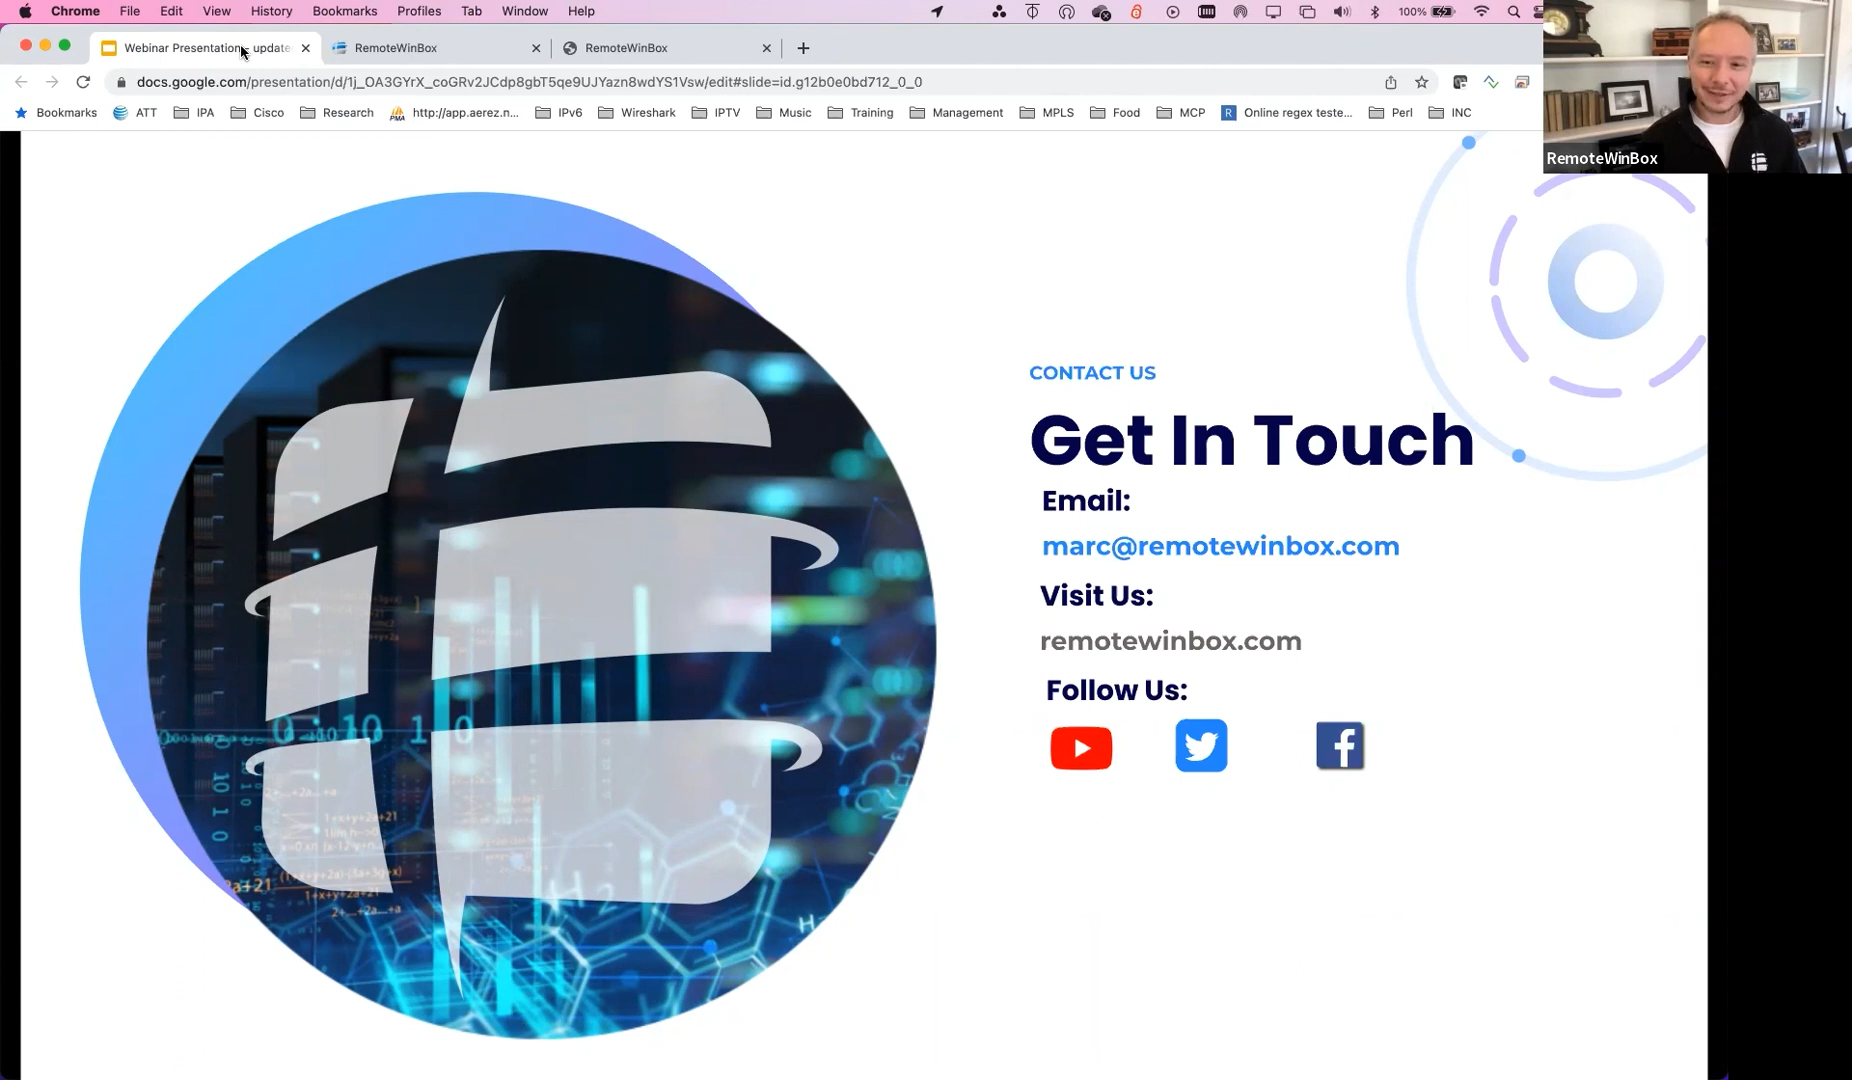 Chrome File Edit View History Bookmarks Profiles Tab Window Help 100%
Webinar Presentation - update RemoteWinBox RemoteWinBox
docs.google.com/presentation/d/1j_OA3GYrX_coGRv2JCdp8gbT5qe9UJYazn8wdYS1Vsw/edit#slide=id.g12b0e0bd712_0_0
Bookmarks ATT IPA Cisco Research http://app.aerez.n... IPv6 Wireshark IPTV Music Training Management MPLS Food MCP Online regex teste... Perl INC
RemoteWinBox
CONTACT US
Get In Touch
Email:
marc@remotewinbox.com
Visit Us:
remotewinbox.com
Follow Us: